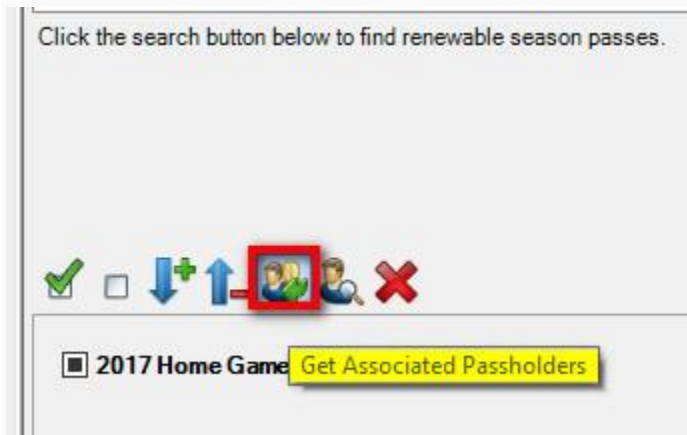 Click the search button below to find renewable season passes.
2017 Home Game Get Associated Passholders